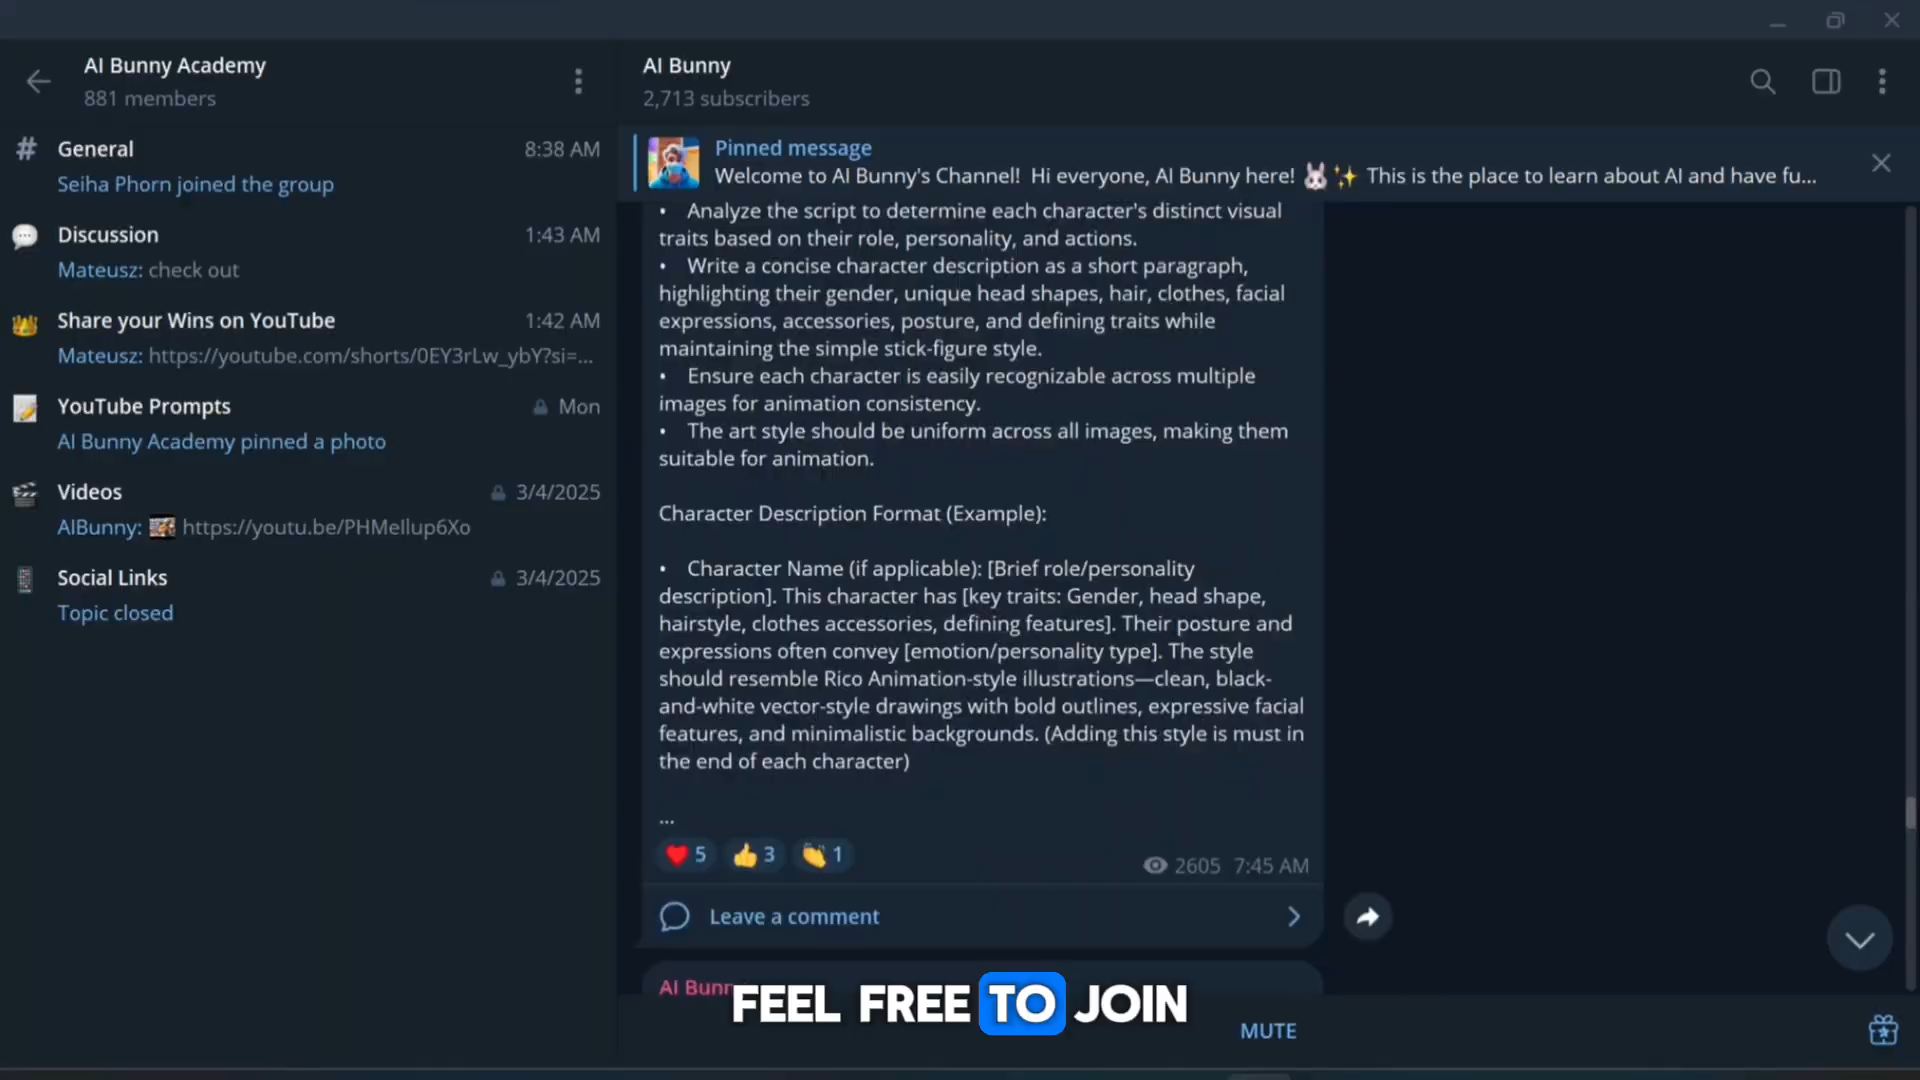 AI Bunny Academy
881 members
General
8:38 AM
Seiha Phorn joined the group
Discussion
1:43 AM
Mateusz: check out
Share your Wins on YouTube
1:42 AM
Mateusz: https://youtube.com/shorts/0EY3rLw_ybY?si=...
YouTube Prompts
Mon
AI Bunny Academy pinned a photo
Videos
3/4/2025
AIBunny: https://youtu.be/PHMeIlup6Xo
Social Links
3/4/2025
Topic closed
AI Bunny
2,713 subscribers
Pinned message
Welcome to AI Bunny's Channel! Hi everyone, AI Bunny here! 🐰✨ This is the place to learn about AI and have fu...
• Analyze the script to determine each character's distinct visual
traits based on their role, personality, and actions.
• Write a concise character description as a short paragraph,
highlighting their gender, unique head shapes, hair, clothes, facial
expressions, accessories, posture, and defining traits while
maintaining the simple stick-figure style.
• Ensure each character is easily recognizable across multiple
images for animation consistency.
• The art style should be uniform across all images, making them
suitable for animation.
Character Description Format (Example):
• Character Name (if applicable): [Brief role/personality
description]. This character has [key traits: Gender, head shape,
hairstyle, clothes accessories, defining features]. Their posture and
expressions often convey [emotion/personality type]. The style
should resemble Rico Animation-style illustrations—clean, black-
and-white vector-style drawings with bold outlines, expressive facial
features, and minimalistic backgrounds. (Adding this style is must in
the end of each character)
...
❤️ 5 👍 3 👏 1
2605 7:45 AM
Leave a comment
AI Bunn
FEEL FREE TO JOIN
MUTE